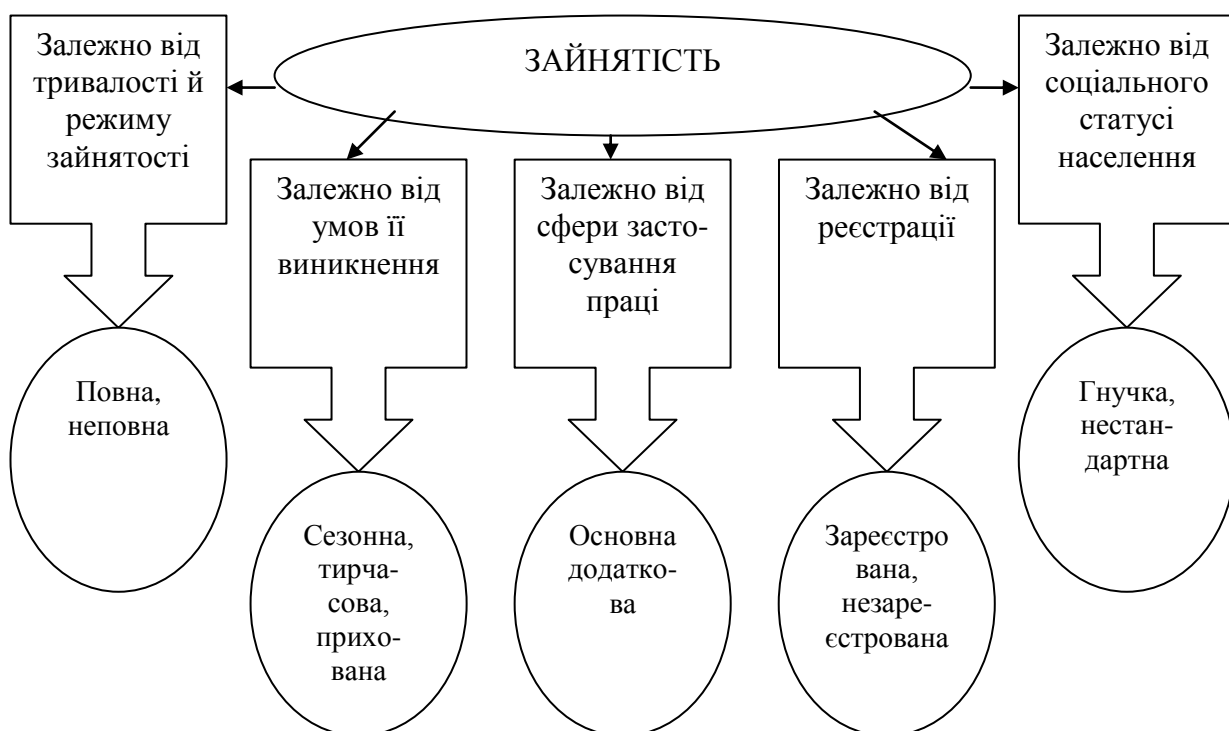 ЗАЙНЯТІСТЬ
Залежно від
тривалості й
режиму
зайнятості
Залежно від
умов її
виникнення
Залежно від
сфери засто-
сування
праці
Залежно від
реєстрації
Залежно від
соціального
статусі
населення
Повна,
неповна
Сезонна,
тирча-
сова,
прихо-
вана
Основна
додатко-
ва
Зареєстро
вана,
незаре-
єстрована
Гнучка,
нестан-
дартна